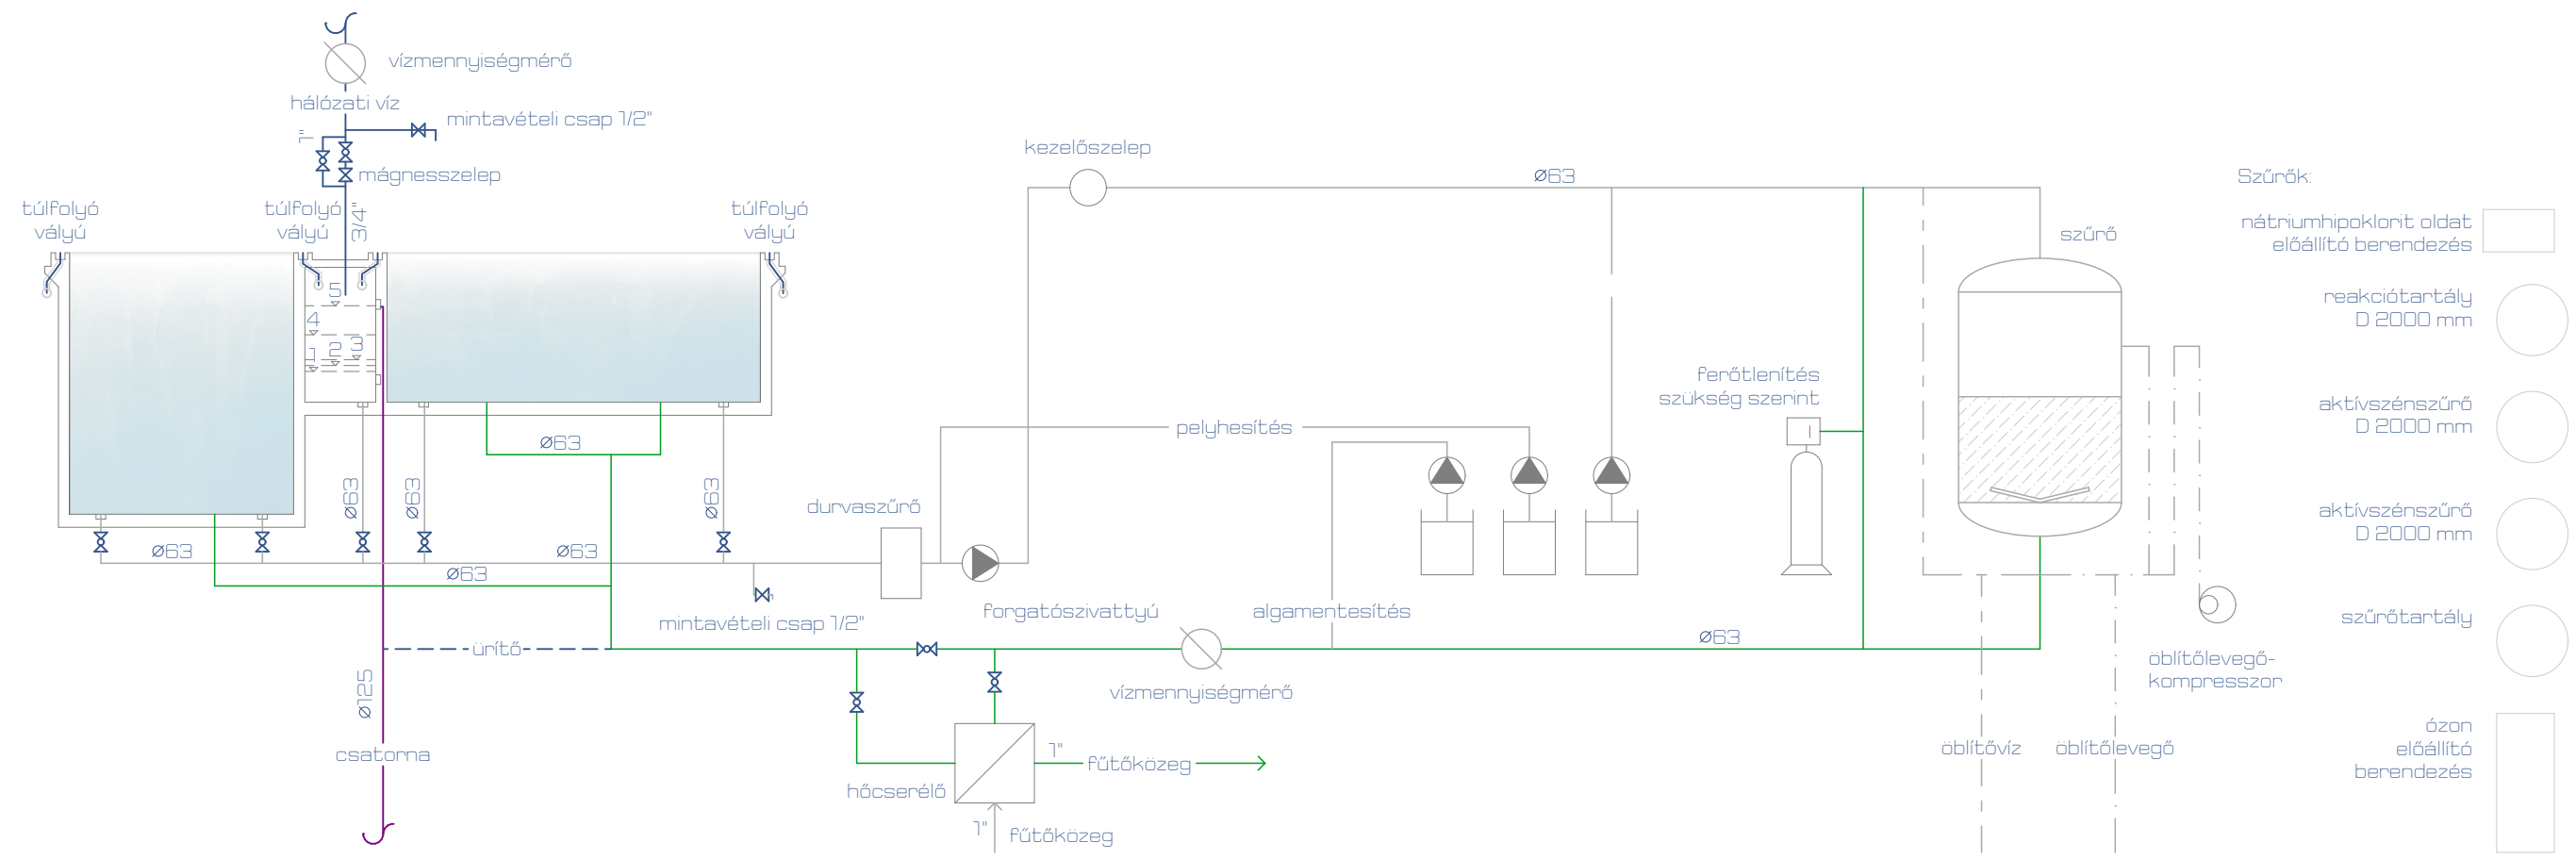 vízmennyiségmérő
hálózati víz
mintavételi csap 1/2"
1"
mágnesszelep
túlfolyó
vályú
túlfolyó
vályú
3/4"
túlfolyó
vályú
5
4
1 2 3
Ø63
Ø63
Ø63
Ø63
Ø63
Ø63
Ø63
mintavételi csap 1/2"
ürítő
Ø125
csatorna
durvaszűrő
forgatószivattyú
kezelőszelep
Ø63
pelyhesítés
algamentesítés
ferőtlenítés
szükség szerint
vízmennyiségmérő
Ø63
hőcserélő
1"
fűtőközeg
1"
fűtőközeg
szűrő
öblítőlevegő-
kompresszor
öblítővíz
öblítőlevegő
Szűrők:
nátriumhipoklorit oldat
előállító berendezés
reakciótartály
D 2000 mm
aktívszénszűrő
D 2000 mm
aktívszénszűrő
D 2000 mm
szűrőtartály
ózon
előállító
berendezés